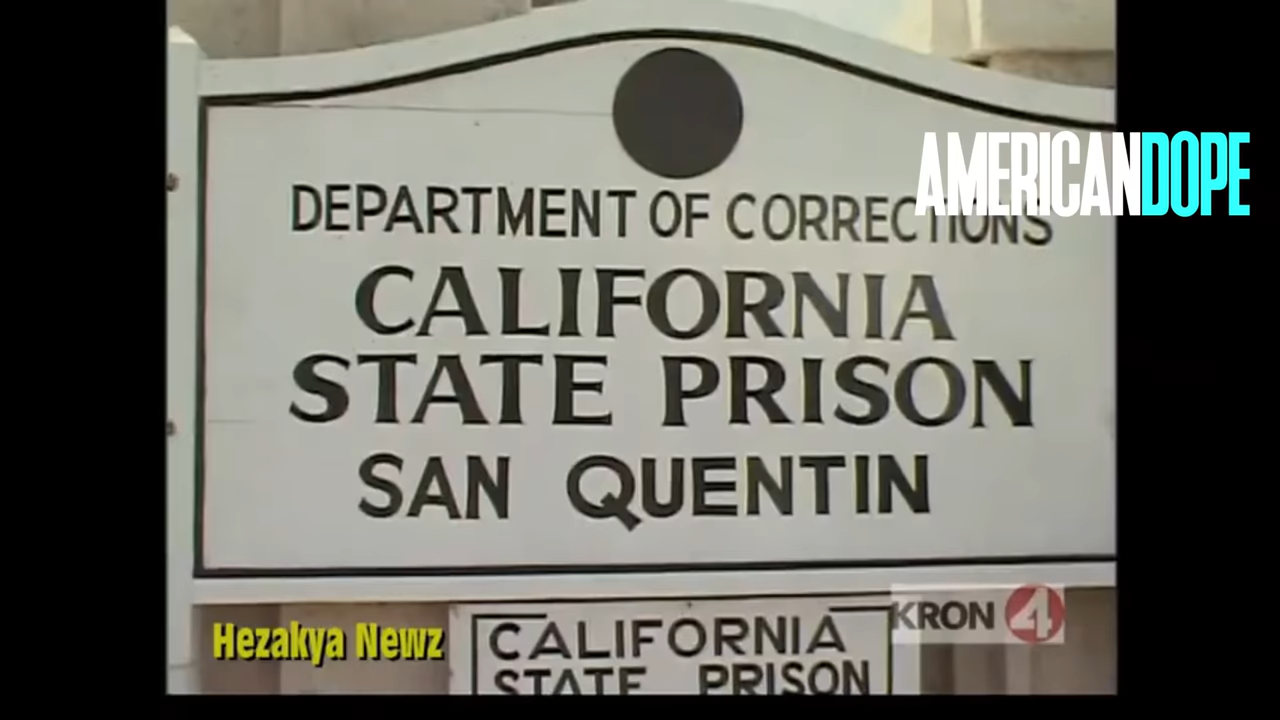 AMERICANDOPE
DEPARTMENT OF CORRECTIONS
CALIFORNIA
STATE PRISON
SAN QUENTIN
KRON 4
Hezakya Newz
CALIFORNIA
STATE PRISON